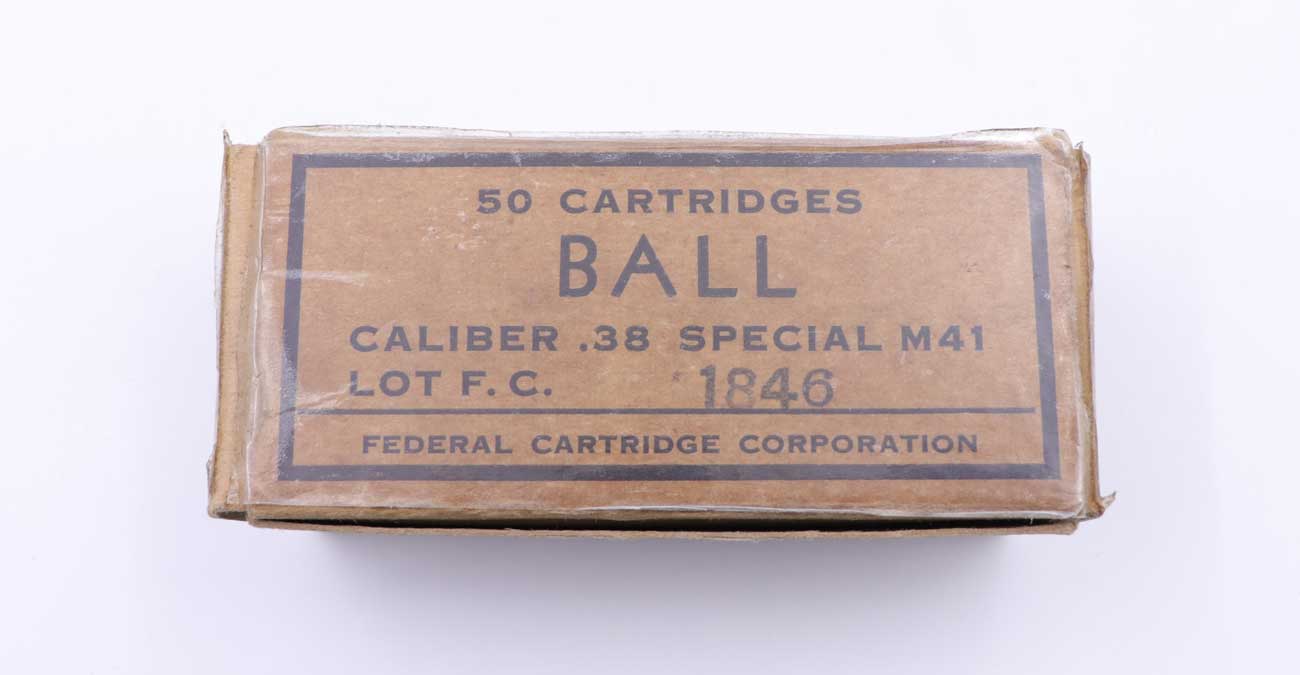 50 CARTRIDGES
BALL
CALIBER .38 SPECIAL M41
LOT F. C. 1846
FEDERAL CARTRIDGE CORPORATION